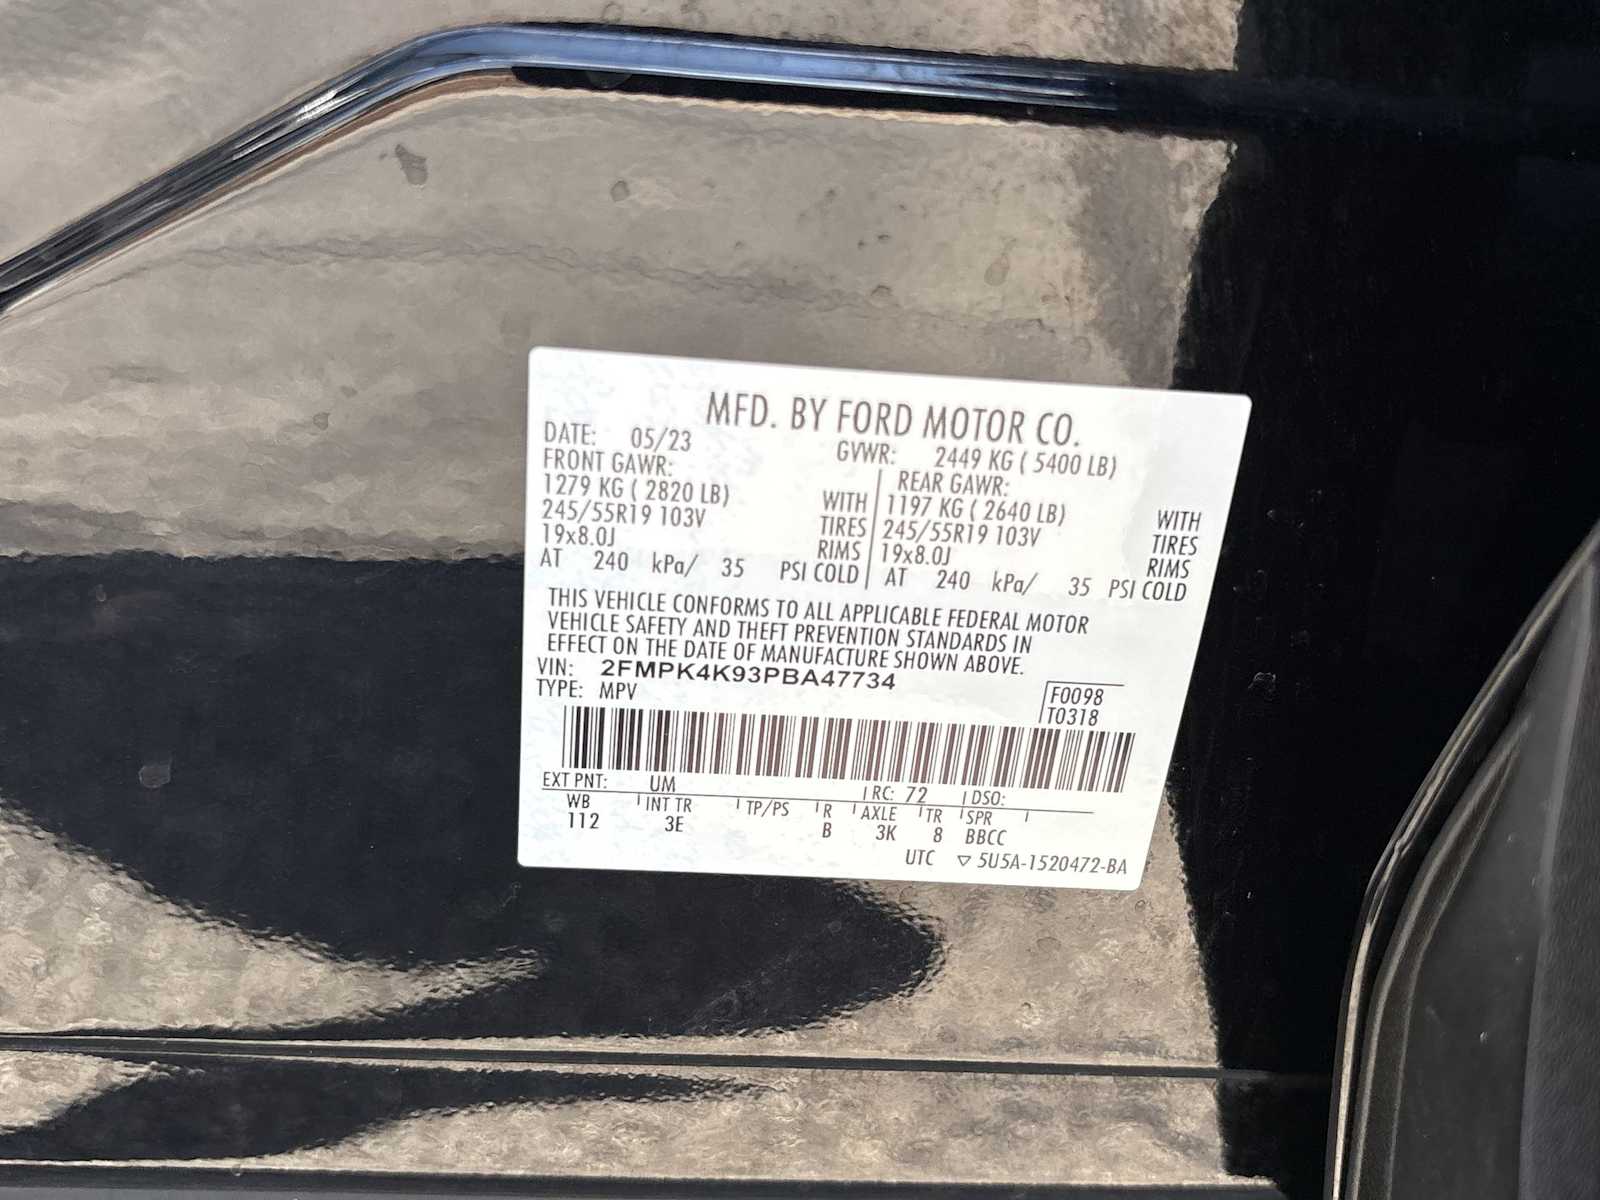 MFD. BY FORD MOTOR CO.
DATE: 05/23 GVWR: 2449 KG ( 5400 LB)
FRONT GAWR: REAR GAWR:
1279 KG ( 2820 LB) WITH 1197 KG ( 2640 LB) WITH
245/55R19 103V TIRES 245/55R19 103V TIRES
19x8.0J RIMS 19x8.0J RIMS
AT 240 kPa/ 35 PSI COLD AT 240 kPa/ 35 PSI COLD
THIS VEHICLE CONFORMS TO ALL APPLICABLE FEDERAL MOTOR
VEHICLE SAFETY AND THEFT PREVENTION STANDARDS IN
EFFECT ON THE DATE OF MANUFACTURE SHOWN ABOVE.
VIN: 2FMPK4K93PBA47734
TYPE: MPV
F0098
T0318
EXT PNT: UM RC: 72 DSO:
WB INT TR TP/PS R AXLE TR SPR
112 3E B 3K 8 BBCC
UTC ▽ 5U5A-1520472-BA